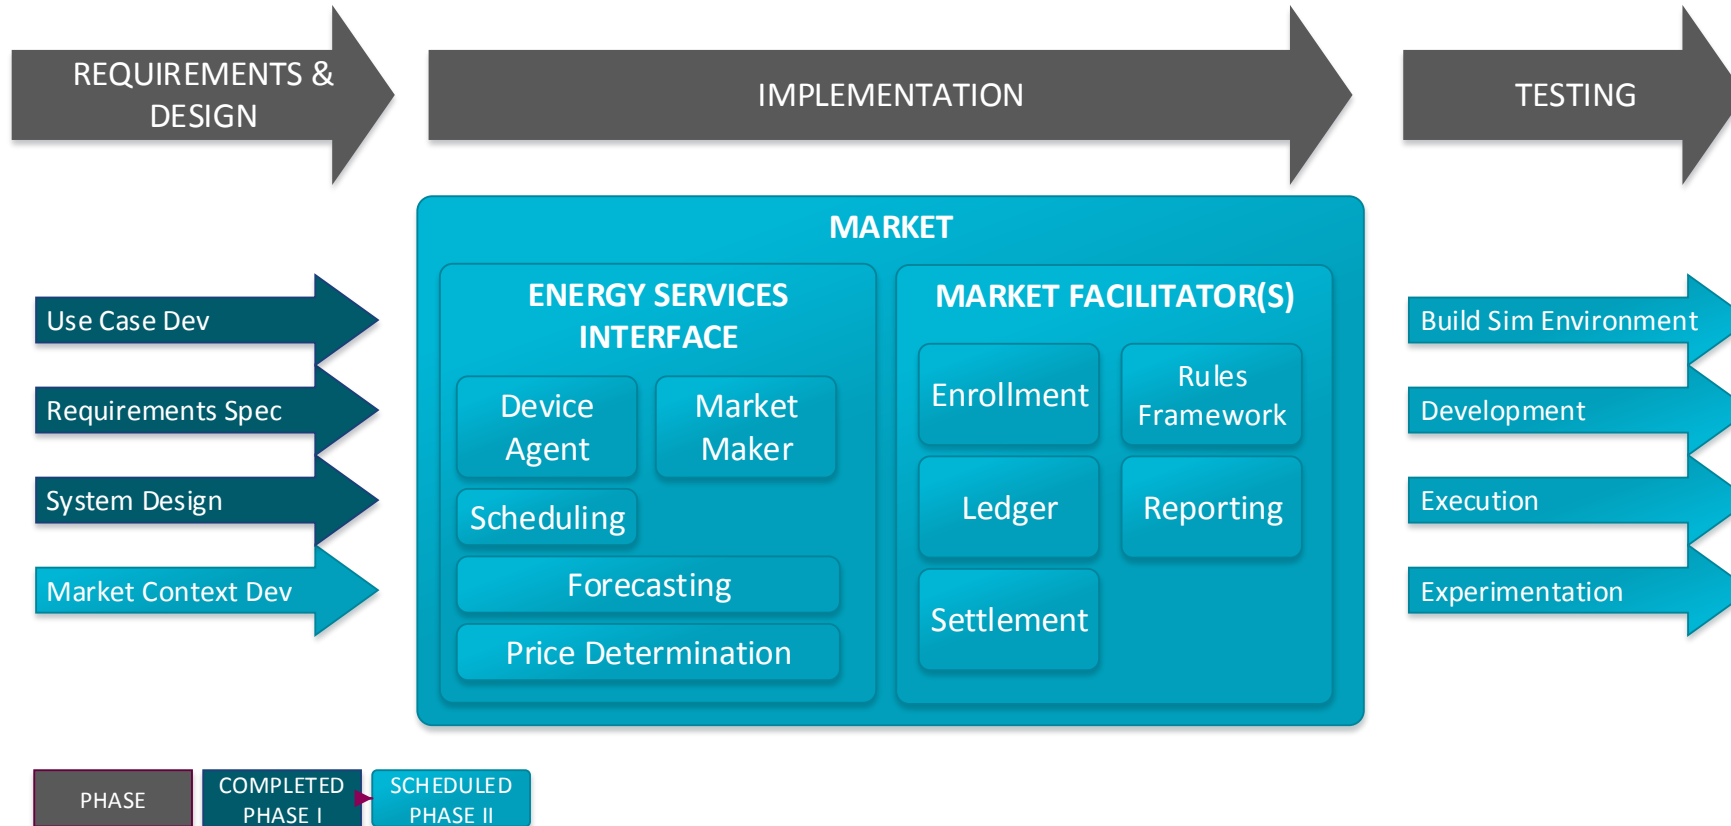 REQUIREMENTS &
DESIGN
IMPLEMENTATION
TESTING
Use Case Dev
Requirements Spec
System Design
Market Context Dev
MARKET
ENERGY SERVICES
INTERFACE
Device
Agent
Market
Maker
Scheduling
Forecasting
Price Determination
MARKET FACILITATOR(S)
Enrollment
Rules
Framework
Ledger
Reporting
Settlement
Build Sim Environment
Development
Execution
Experimentation
PHASE
COMPLETED
PHASE I
SCHEDULED
PHASE II